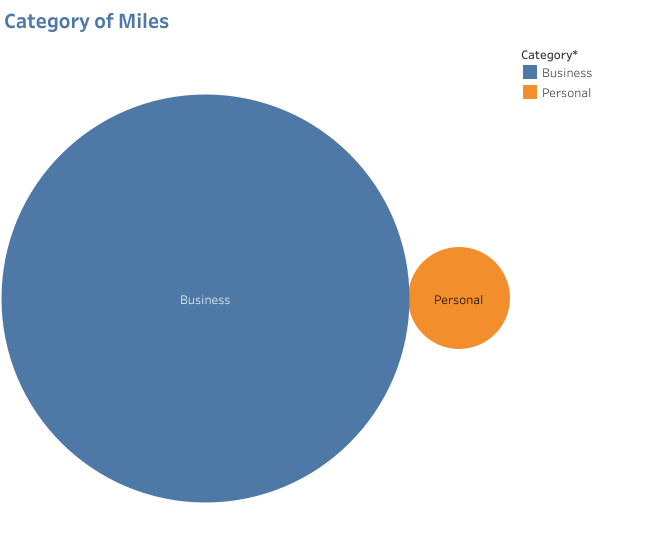 Category of Miles
Category*
Business
Personal
Business
Personal